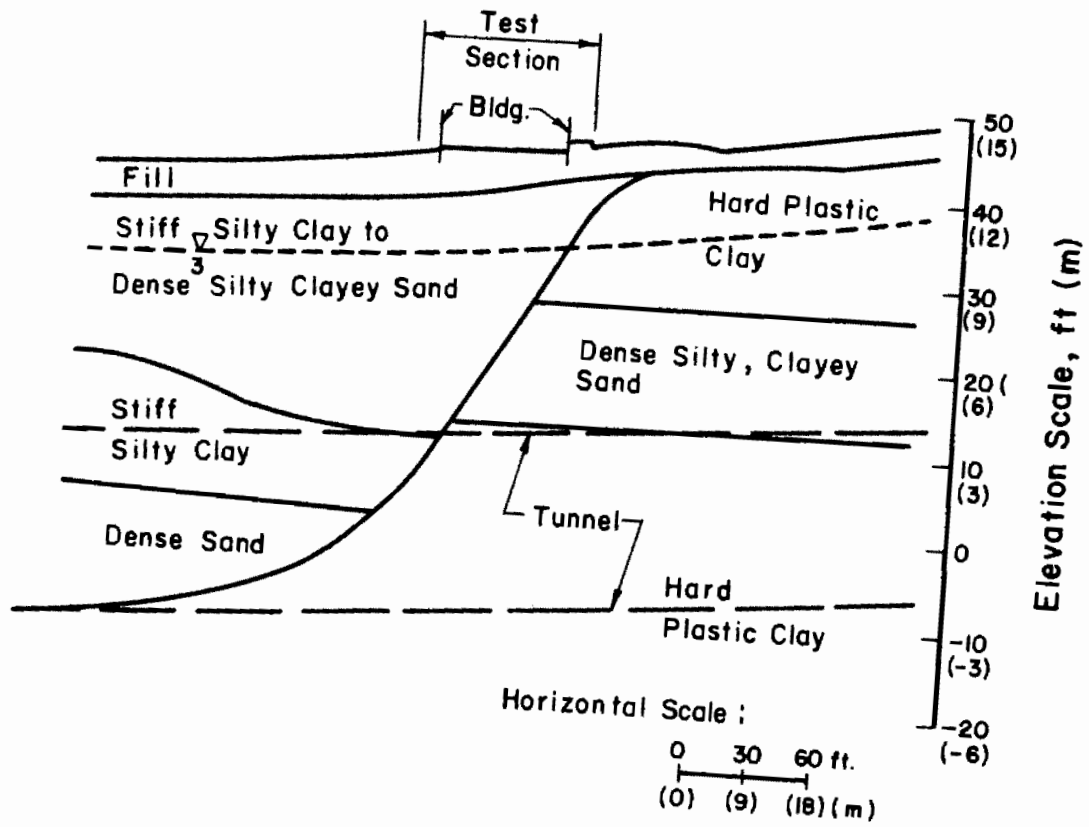 Test
Section
Bldg.
Fill
Stiff Silty Clay to
3
Dense Silty Clayey Sand
Hard Plastic
Clay
Dense Silty, Clayey
Sand
Stiff
Silty Clay
Dense Sand
Tunnel
Hard
Plastic Clay
50
(15)
40
(12)
30
(9)
20 (
(6)
10
(3)
0
-10
(-3)
-20
(-6)
Elevation Scale, ft (m)
Horizontal Scale :
0 30 60 ft.
(0) (9) (18) (m)